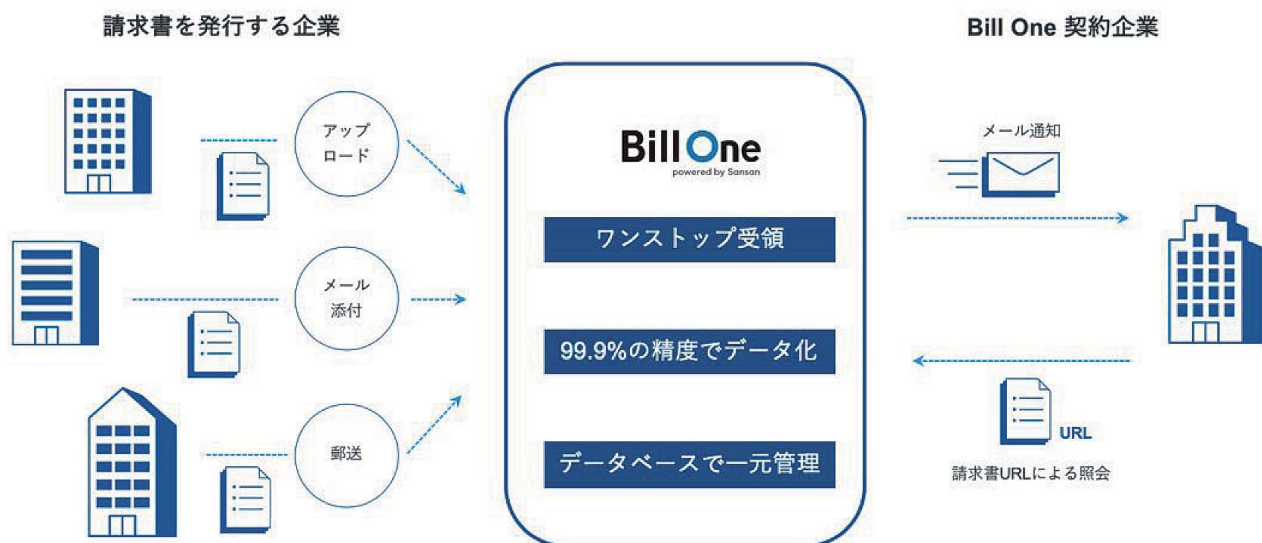 請求書を発行する企業
Bill One 契約企業
アップ
ロード
メール
添付
郵送
Bill One
powered by Sansan
ワンストップ受領
99.9%の精度でデータ化
データベースで一元管理
メール通知
URL
請求書URLによる照会